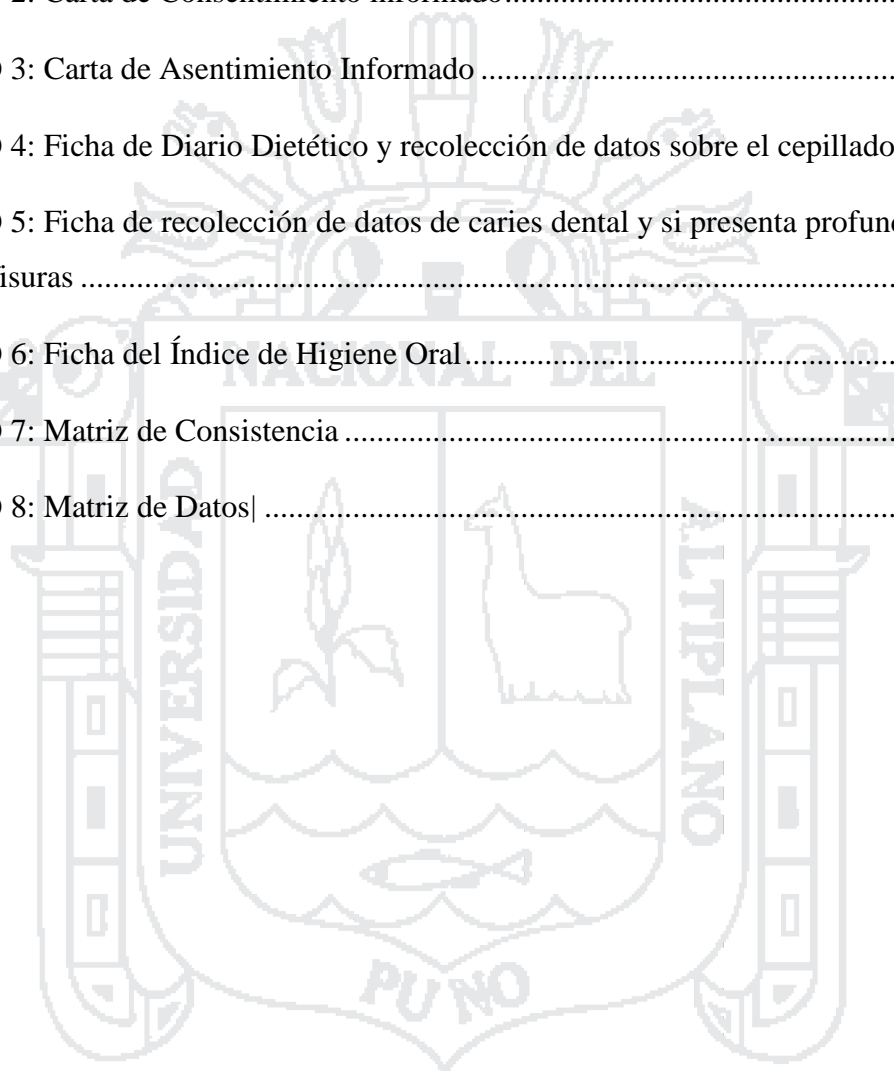 2: Carta de Consentimiento Informado
3: Carta de Asentimiento Informado
4: Ficha de Diario Dietético y recolección de datos sobre el cepillado
5: Ficha de recolección de datos de caries dental y si presenta
isuras
6: Ficha del Índice de Higiene Oral
7: Matriz de Consistencia
8: Matriz de Datos|
NACIONAL DEL
UNIVERSIDAD
ALTIPLANO
PUNO